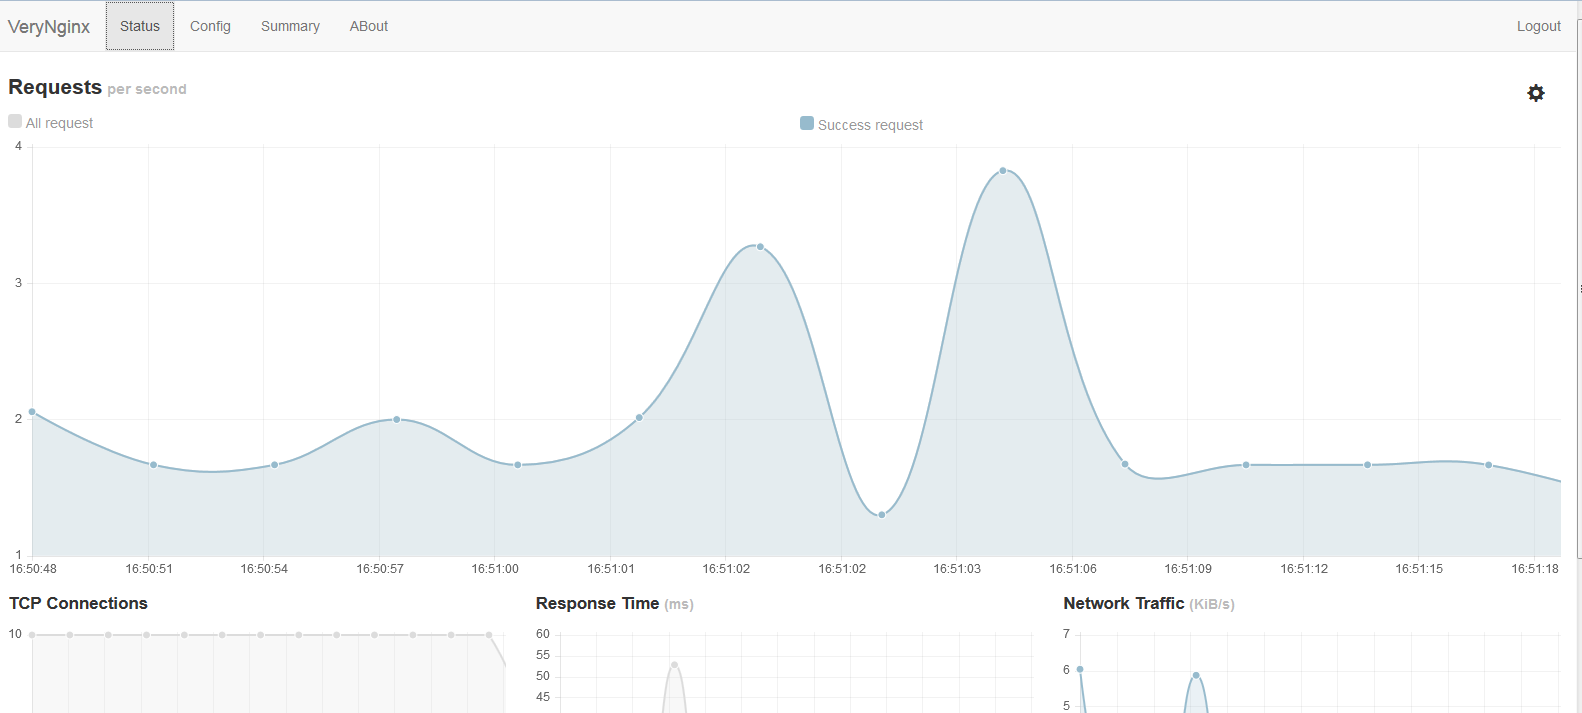 VeryNginx Status Config Summary ABout Logout
Requests per second
All request
Success request
4
3
2
1
16:50:48 16:50:51 16:50:54 16:50:57 16:51:00 16:51:01 16:51:02 16:51:02 16:51:03 16:51:06 16:51:09 16:51:12 16:51:15 16:51:18
TCP Connections
10
Response Time (ms)
60
55
50
45
Network Traffic (KiB/s)
7
6
5